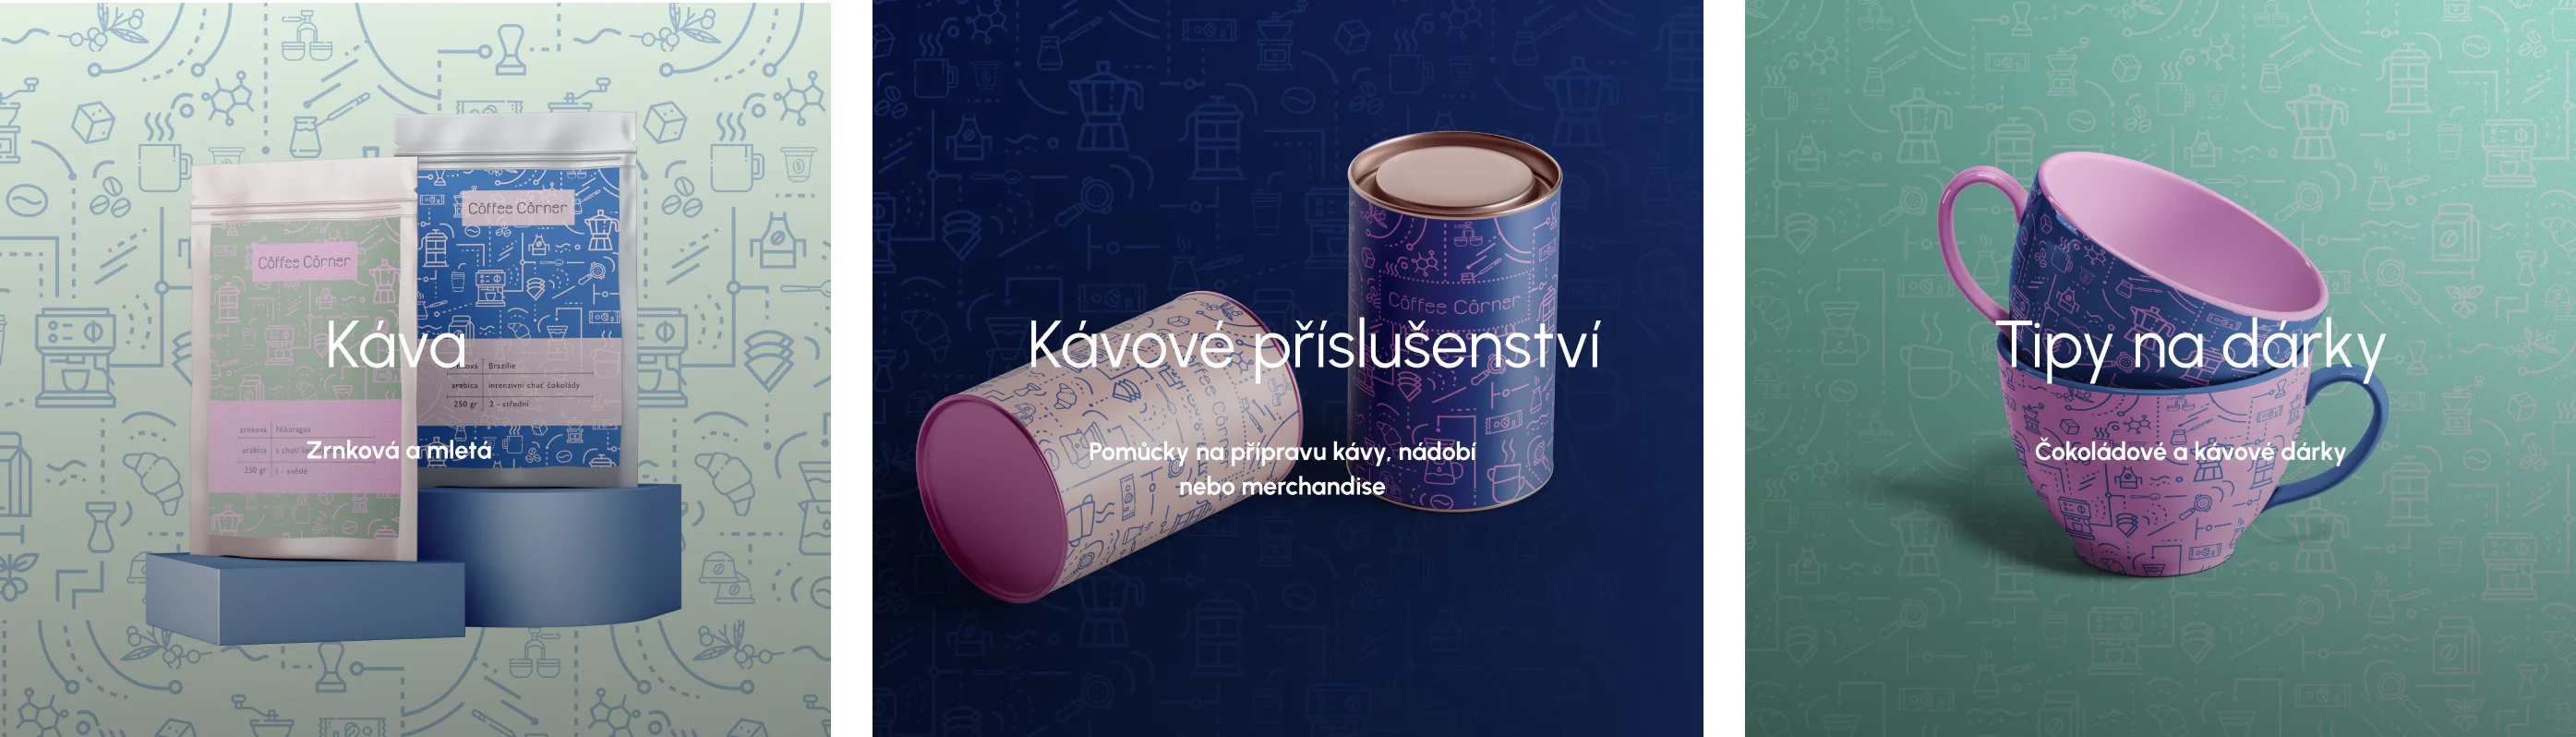 Côffee Côrner
Côffee Côrner
Káva
Brazílie
arabica intenzivní chuť čokolády
250 gr 2 - střední
zrnková Nikaragua
arabica s chutí
250 gr 1 - světlé
Zrnková a mletá
Côffee Côrner
Kávové příslušenství
Côffee Côrner
Pomůcky na přípravu kávy, nádobí
nebo merchandise
Tipy na dárky
Čokoládové a kávové dárky